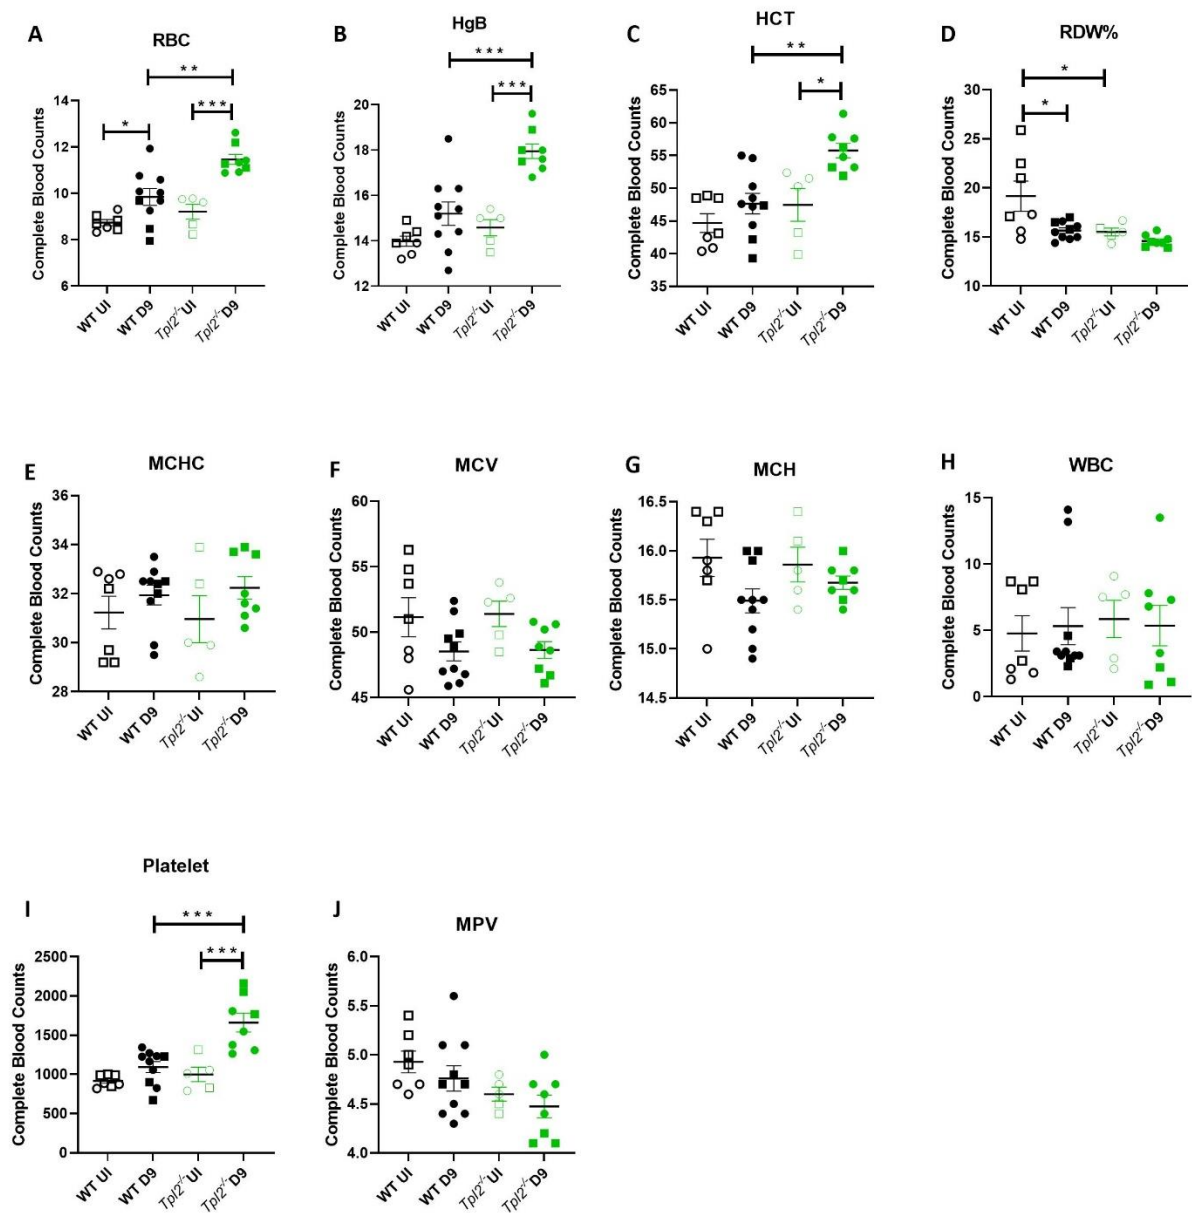 A
RBC
* *
* * *
*
Complete Blood Counts
14
12
10
8
6
WT UI
WT D9
Tpl2-/- UI
Tpl2-/- D9
B
HgB
* * *
* * *
Complete Blood Counts
20
18
16
14
12
WT UI
WT D9
Tpl2-/- UI
Tpl2-/- D9
C
HCT
* *
*
Complete Blood Counts
65
60
55
50
45
40
35
WT UI
WT D9
Tpl2-/- UI
Tpl2-/- D9
D
RDW%
*
*
Complete Blood Counts
30
25
20
15
10
WT UI
WT D9
Tpl2-/- UI
Tpl2-/- D9
E
MCHC
Complete Blood Counts
36
34
32
30
28
WT UI
WT D9
Tpl2-/- UI
Tpl2-/- D9
F
MCV
Complete Blood Counts
60
55
50
45
WT UI
WT D9
Tpl2-/- UI
Tpl2-/- D9
G
MCH
Complete Blood Counts
16.5
16.0
15.5
15.0
14.5
WT UI
WT D9
Tpl2-/- UI
Tpl2-/- D9
H
WBC
Complete Blood Counts
15
10
5
0
WT UI
WT D9
Tpl2-/- UI
Tpl2-/- D9
I
Platelet
* * *
* * *
Complete Blood Counts
2500
2000
1500
1000
500
0
WT UI
WT D9
Tpl2-/- UI
Tpl2-/- D9
J
MPV
Complete Blood Counts
6.0
5.5
5.0
4.5
4.0
WT UI
WT D9
Tpl2-/- UI
Tpl2-/- D9